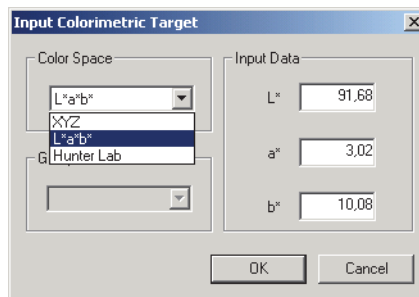 Input Colorimetric Target
Color Space
L*a*b*
XYZ
L*a*b*
Hunter Lab
G
Input Data
L* 91,68
a* 3,02
b* 10,08
OK Cancel